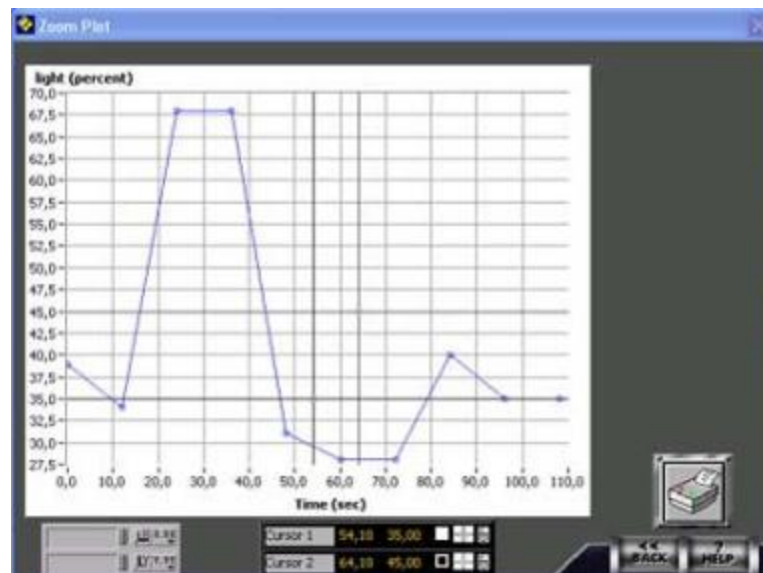 Zoom Plot
light (percent)
70,0
67,5
65,0
62,5
60,0
57,5
55,0
52,5
50,0
47,5
45,0
42,5
40,0
37,5
35,0
32,5
30,0
27,5
0,0 10,0 20,0 30,0 40,0 50,0 60,0 70,0 80,0 90,0 100,0 110,0
Time (sec)
Cursor 1 54,10 35,00
Cursor 2 64,10 45,00
<< BACK
? HELP